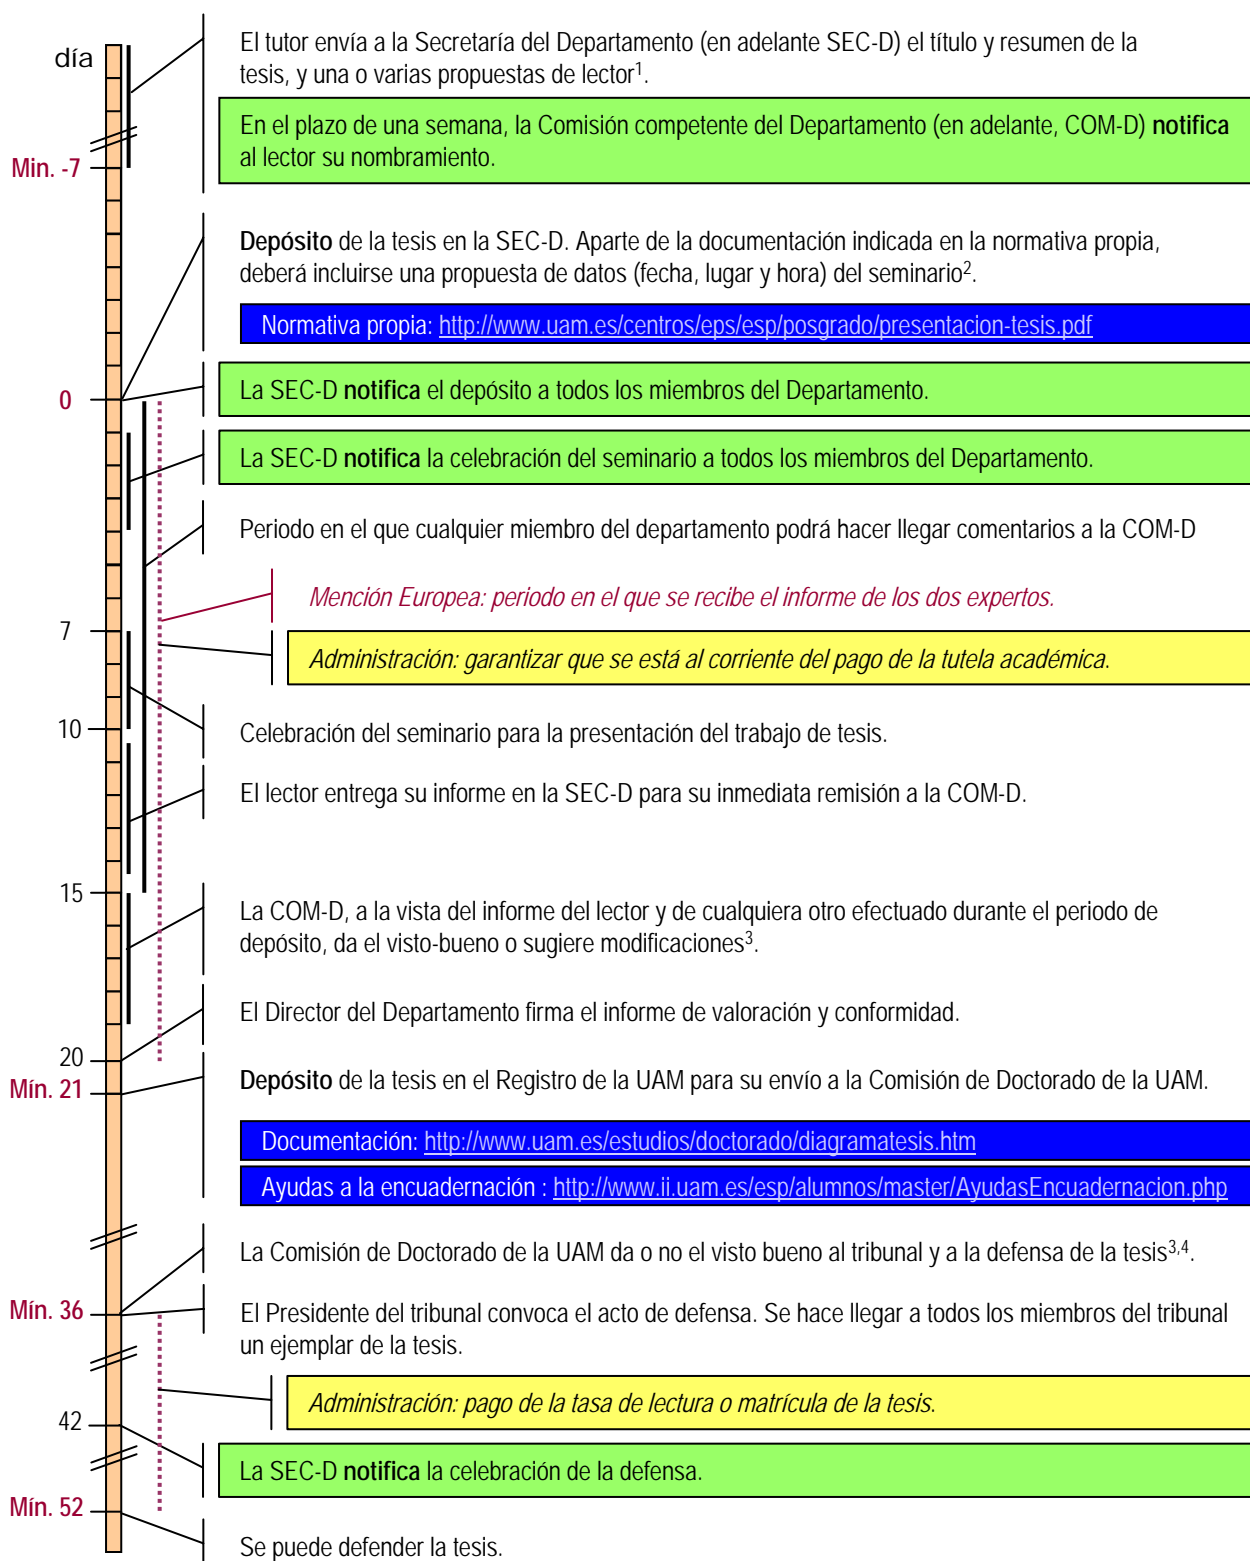 día
El tutor envía a la Secretaría del Departamento (en adelante SEC-D) el título y resumen de la
tesis, y una o varias propuestas de lector1.
En el plazo de una semana, la Comisión competente del Departamento (en adelante, COM-D) notifica
al lector su nombramiento.
Min. -7
Depósito de la tesis en la SEC-D. Aparte de la documentación indicada en la normativa propia,
deberá incluirse una propuesta de datos (fecha, lugar y hora) del seminario2.
Normativa propia: http://www.uam.es/centros/eps/esp/posgrado/presentacion-tesis.pdf
La SEC-D notifica el depósito a todos los miembros del Departamento.
0
La SEC-D notifica la celebración del seminario a todos los miembros del Departamento.
Periodo en el que cualquier miembro del departamento podrá hacer llegar comentarios a la COM-D
Mención Europea: periodo en el que se recibe el informe de los dos expertos.
7
Administración: garantizar que se está al corriente del pago de la tutela académica.
10
Celebración del seminario para la presentación del trabajo de tesis.
El lector entrega su informe en la SEC-D para su inmediata remisión a la COM-D.
15
La COM-D, a la vista del informe del lector y de cualquiera otro efectuado durante el periodo de
depósito, da el visto-bueno o sugiere modificaciones3.
El Director del Departamento firma el informe de valoración y conformidad.
20
Mín. 21
Depósito de la tesis en el Registro de la UAM para su envío a la Comisión de Doctorado de la UAM.
Documentación: http://www.uam.es/estudios/doctorado/diagramatesis.htm
Ayudas a la encuadernación : http://www.ii.uam.es/esp/alumnos/master/AyudasEncuadernacion.php
La Comisión de Doctorado de la UAM da o no el visto bueno al tribunal y a la defensa de la tesis3,4.
Mín. 36
El Presidente del tribunal convoca el acto de defensa. Se hace llegar a todos los miembros del tribunal
un ejemplar de la tesis.
Administración: pago de la tasa de lectura o matrícula de la tesis.
42
La SEC-D notifica la celebración de la defensa.
Mín. 52
Se puede defender la tesis.